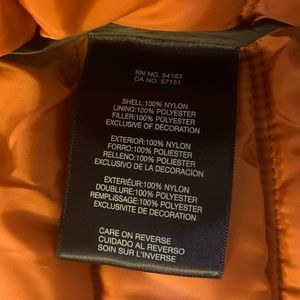 RN NO. 54163
CA NO. 57151
SHELL:100% NYLON
LINING:100% POLYESTER
FILLER:100% POLYESTER
EXCLUSIVE OF DECORATION
EXTERIOR:100% NYLON
FORRO:100% POLIESTER
RELLENO:100% POLIESTER
EXCLUSIVO DE LA DECORACION
EXTERIEUR:100% NYLON
DOUBLURE:100% POLYESTER
REMPLISSAGE:100% POLYESTER
EXCLUSIVITE DE DECORATION
CARE ON REVERSE
CUIDADO AL REVERSO
SOIN SUR L'INVERSE